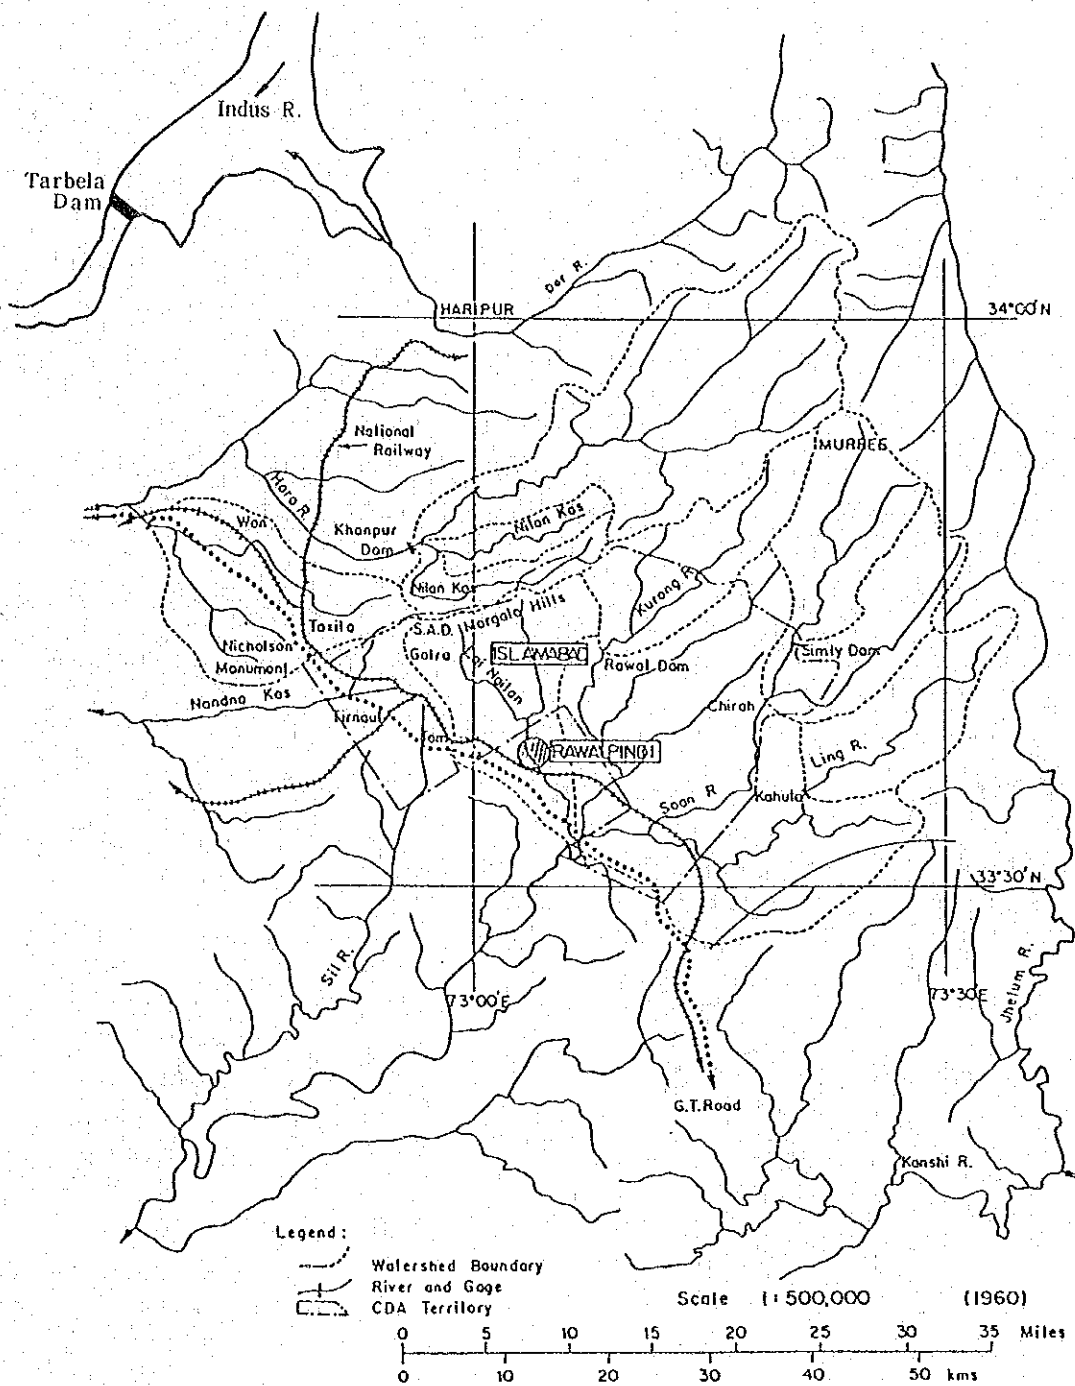 Indus R.
Tarbela
Dam
Dor R.
HARIPUR
34°00'N
National
Railway
MURREE
Haro R.
Wah
Khanpur
Dam
Nilan Kas
Nilan Kas
Kurang R.
Margala Hills
S.A.D.
Taxila
Nicholson
Monument
Golra
ISLAMABAD
Rawal Dam
Simly Dam
Nandna Kas
Chirah
Tirnaul
RAWALPINDI
Ling R.
Soan R
Kahuta
33°30'N
Sil R.
73°00'E
73°30'E
Jhelum R.
G.T.Road
Kanshi R.
Legend :
Watershed Boundary
River and Gage
CDA Territory
Scale 1:500,000 (1960)
0 5 10 15 20 25 30 35 Miles
0 10 20 30 40 50 kms